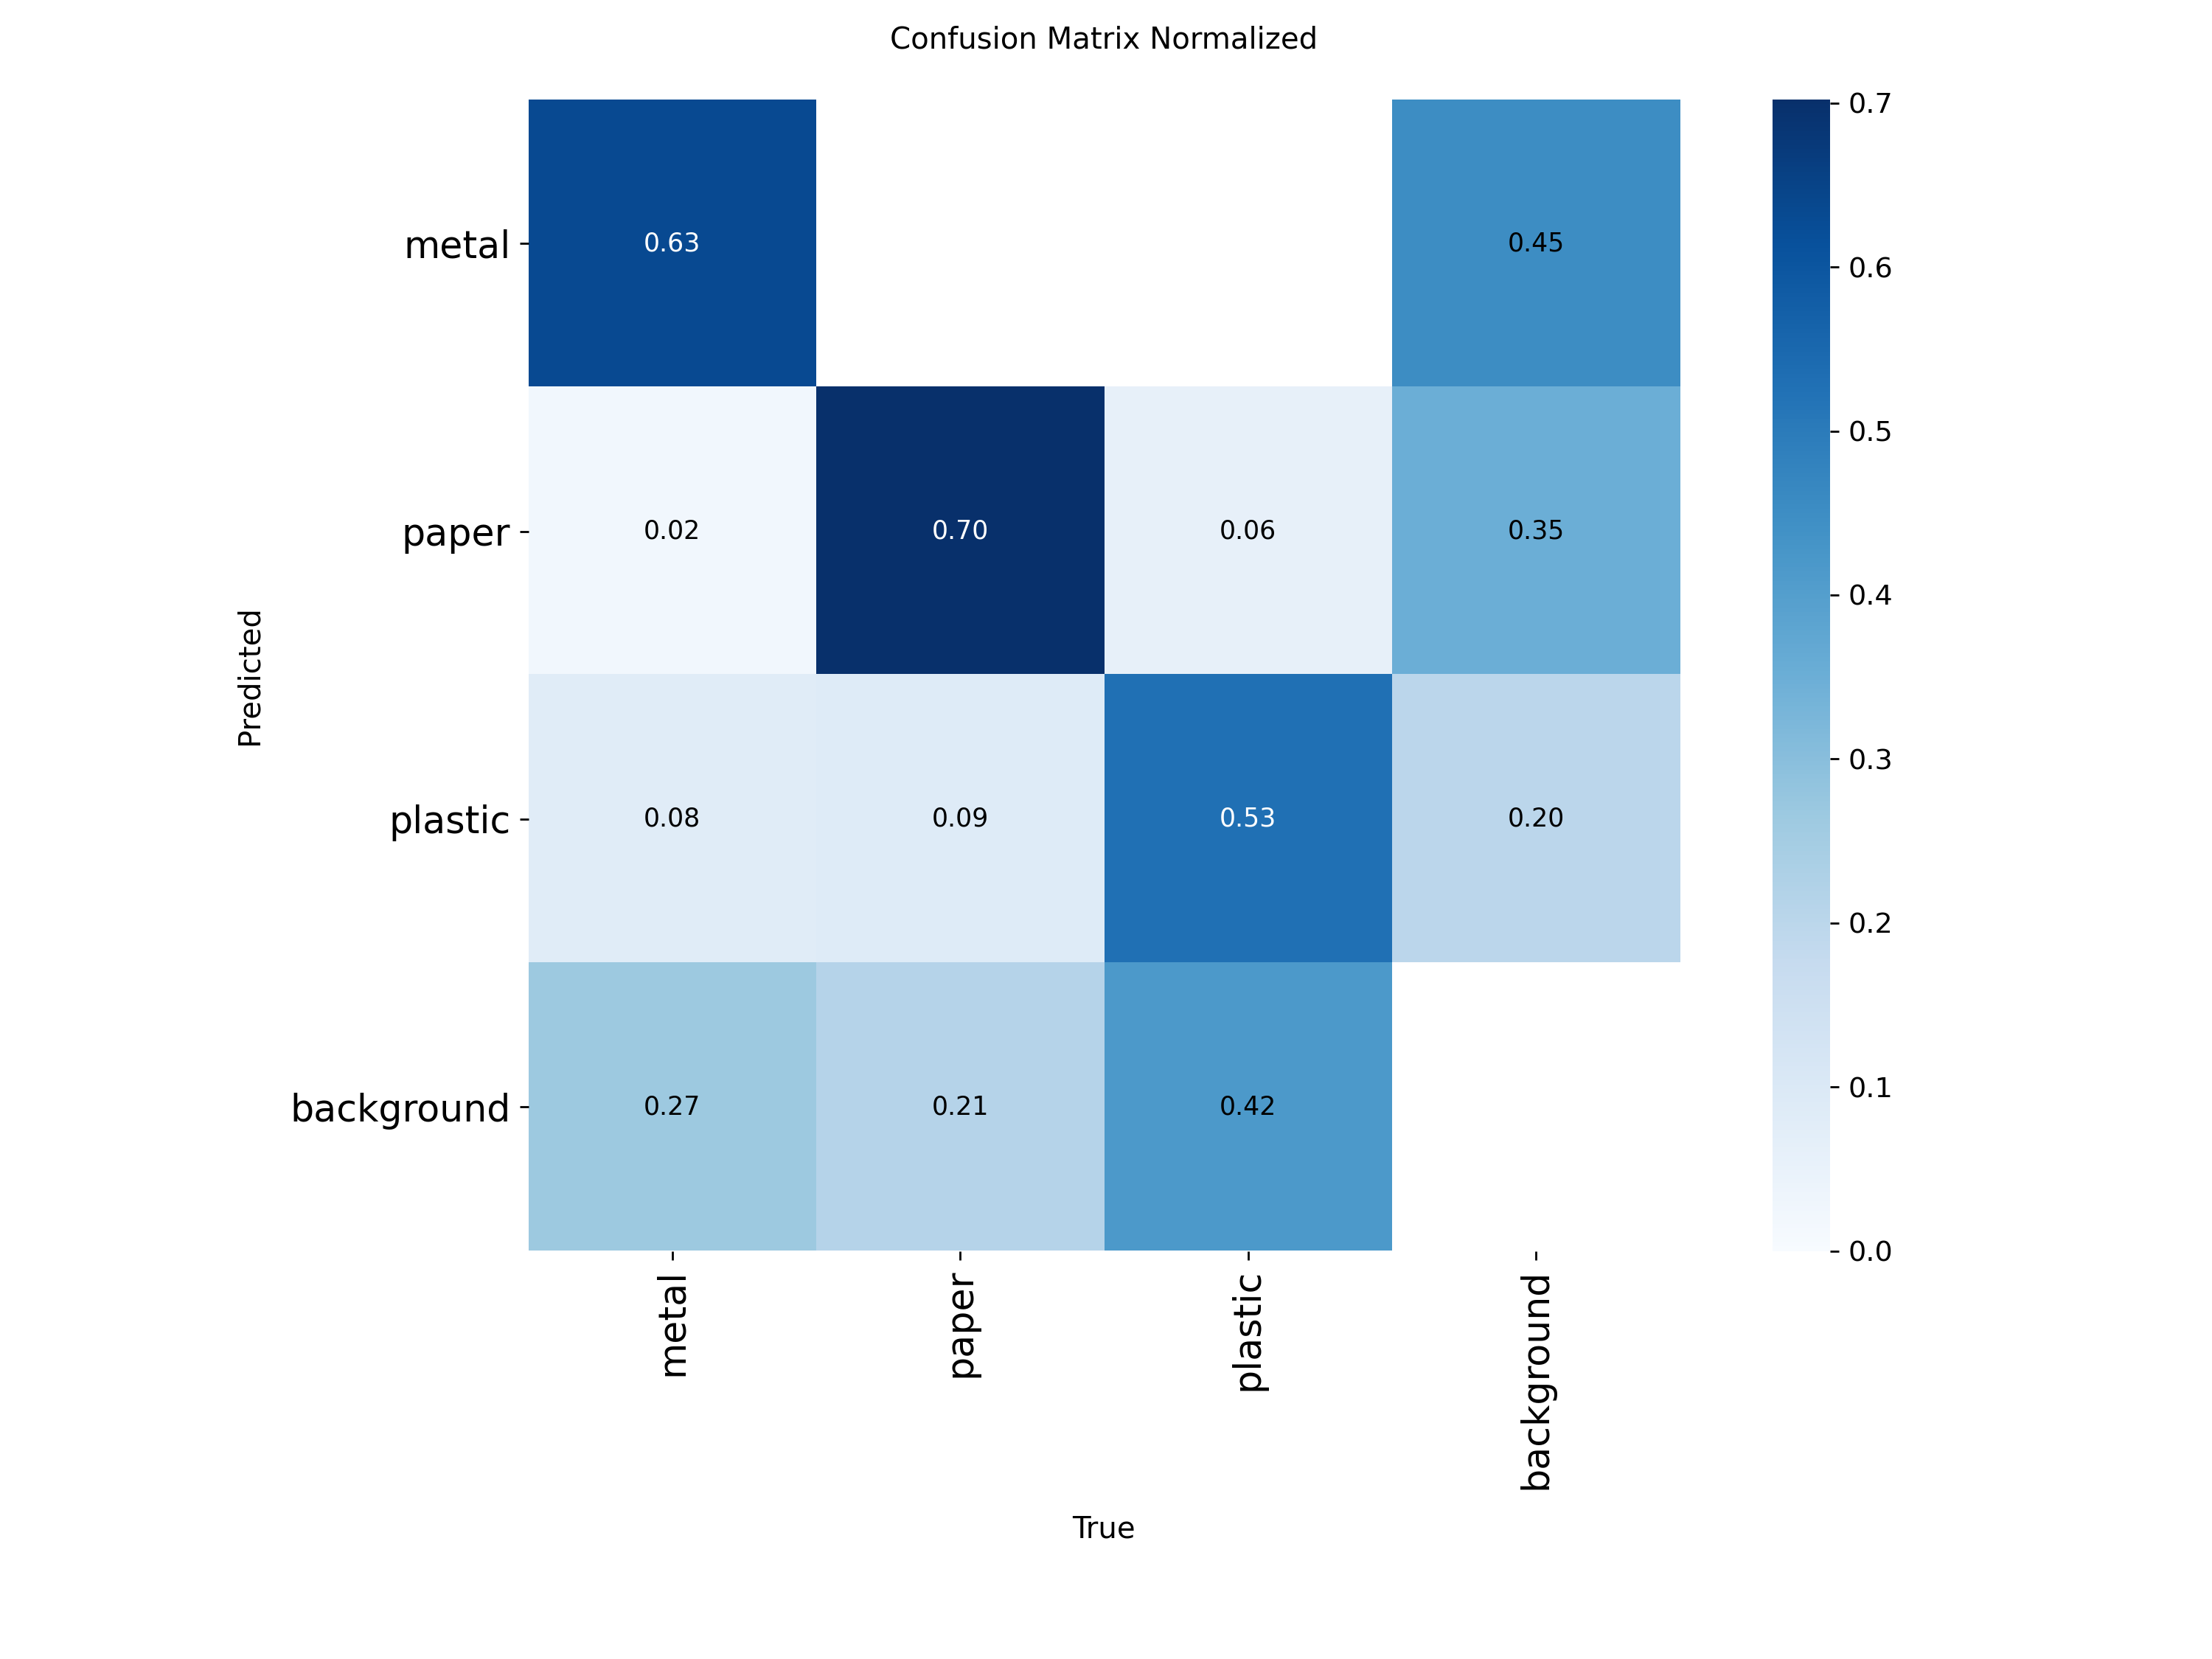 Confusion Matrix Normalized
metal
0.63
0.45
paper
0.02
0.70
0.06
0.35
plastic
0.08
0.09
0.53
0.20
background
0.27
0.21
0.42
Predicted
metal
paper
plastic
background
True
0.7
0.6
0.5
0.4
0.3
0.2
0.1
0.0